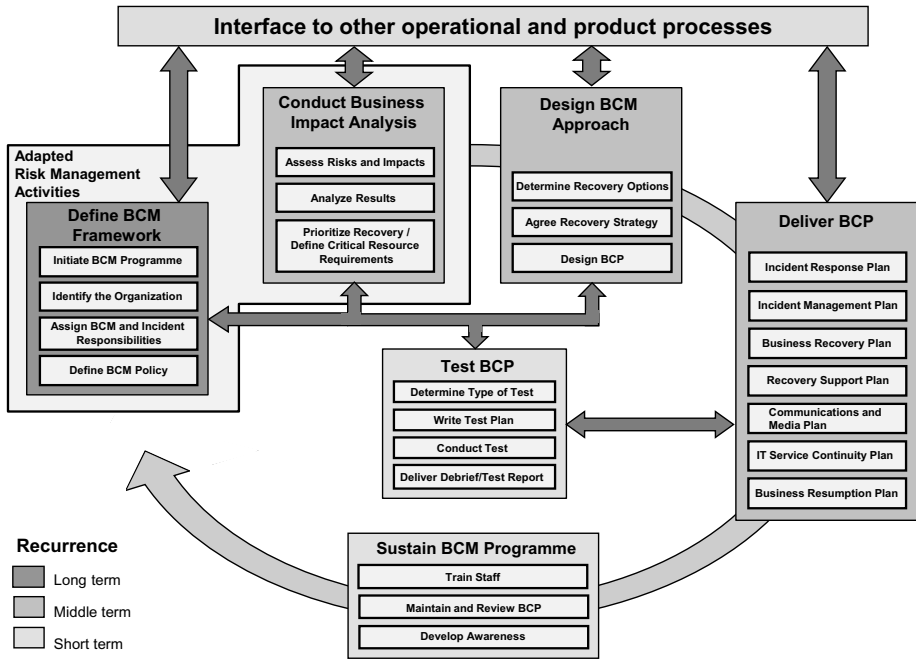 Interface to other operational and product processes
Conduct Business
Impact Analysis
Assess Risks and Impacts
Analyze Results
Prioritize Recovery /
Define Critical Resource
Requirements
Design BCM
Approach
Determine Recovery Options
Agree Recovery Strategy
Design BCP
Adapted
Risk Management
Activities
Define BCM
Framework
Initiate BCM Programme
Identify the Organization
Assign BCM and Incident
Responsibilities
Define BCM Policy
Deliver BCP
Incident Response Plan
Incident Management Plan
Business Recovery Plan
Recovery Support Plan
Communications and
Media Plan
IT Service Continuity Plan
Business Resumption Plan
Test BCP
Determine Type of Test
Write Test Plan
Conduct Test
Deliver Debrief/Test Report
Sustain BCM Programme
Train Staff
Maintain and Review BCP
Develop Awareness
Recurrence
Long term
Middle term
Short term